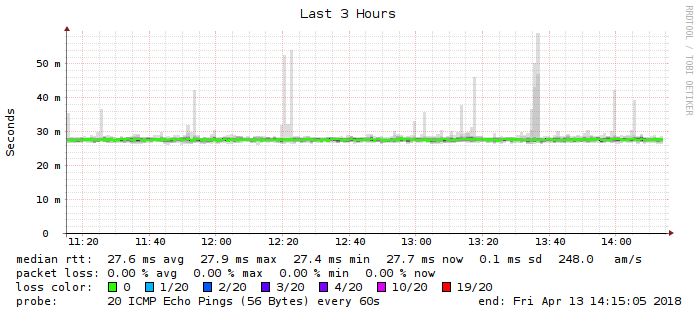 Last 3 Hours
RRDTOOL / TOBI OETIKER
Seconds
50 m
40 m
30 m
20 m
10 m
0
11:20 11:40 12:00 12:20 12:40 13:00 13:20 13:40 14:00
median rtt: 27.6 ms avg 27.9 ms max 27.4 ms min 27.7 ms now 0.1 ms sd 248.0 am/s
packet loss: 0.00 % avg 0.00 % max 0.00 % min 0.00 % now
loss color: 0 1/20 2/20 3/20 4/20 10/20 19/20
probe: 20 ICMP Echo Pings (56 Bytes) every 60s end: Fri Apr 13 14:15:05 2018